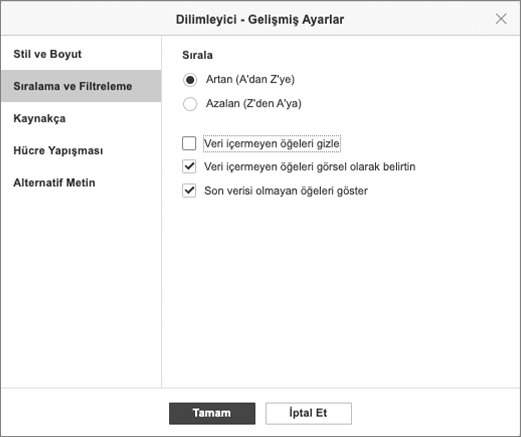 Dilimleyici - Gelişmiş Ayarlar
Stil ve Boyut
Sıralama ve Filtreleme
Kaynakça
Hücre Yapışması
Alternatif Metin
Sırala
Artan (A'dan Z'ye)
Azalan (Z'den A'ya)
Veri içermeyen öğeleri gizle
Veri içermeyen öğeleri görsel olarak belirtin
Son verisi olmayan öğeleri göster
Tamam
İptal Et